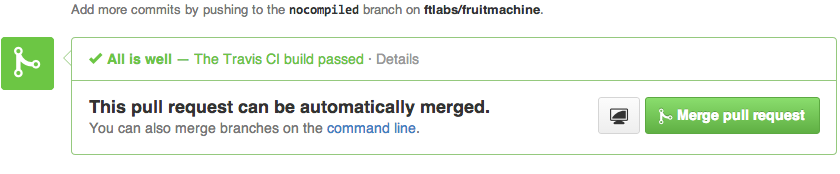 Add more commits by pushing to the nocompiled branch on ftlabs/fruitmachine.
All is well — The Travis CI build passed · Details
This pull request can be automatically merged.
You can also merge branches on the command line.
Merge pull request